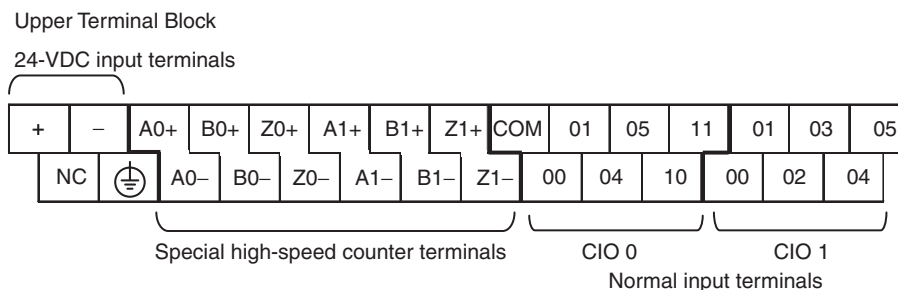 Upper Terminal Block
24-VDC input terminals
+ – A0+ B0+ Z0+ A1+ B1+ Z1+ COM 01 05 11 01 03 05
NC A0– B0– Z0– A1– B1– Z1– 00 04 10 00 02 04
Special high-speed counter terminals CIO 0 CIO 1
Normal input terminals